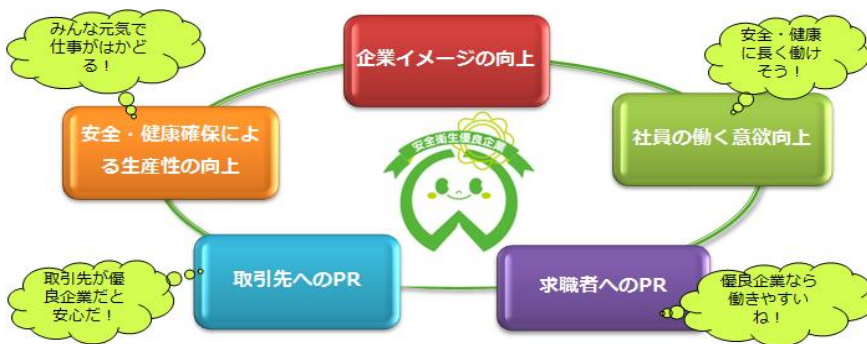 みんな元気で
仕事がはかど
る！
企業イメージの向上
安全・健康
に長く働け
そう！
安全・健康確保によ
る生産性の向上
安全衛生優良企業
社員の働く意欲向上
取引先が優
良企業だと
安心だ！
取引先へのPR
求職者へのPR
優良企業なら
働きやすい
ね！